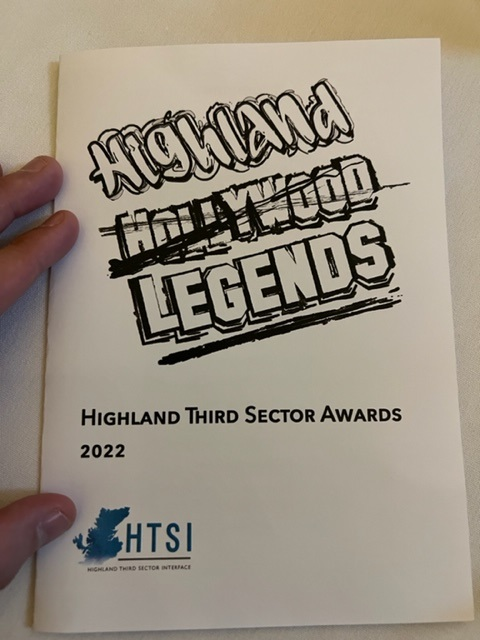 Highland
HOLLYWOOD
LEGENDS
HIGHLAND THIRD SECTOR AWARDS
2022
HTSI
HIGHLAND THIRD SECTOR INTERFACE